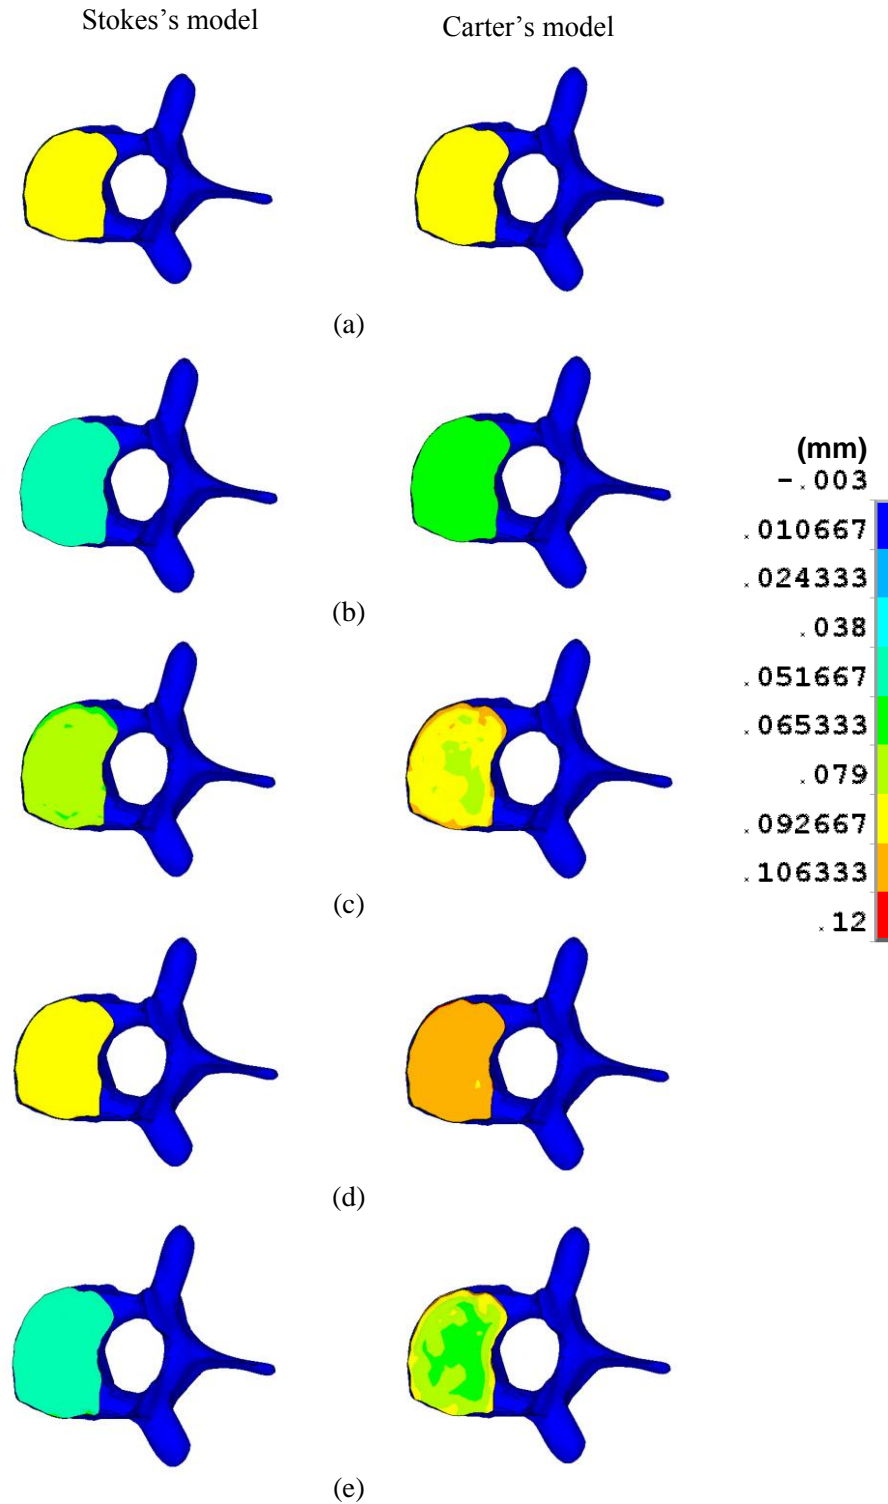 Stokes's model
Carter's model
(a)
(b)
(mm)
-.003
.010667
.024333
.038
.051667
.065333
.079
.092667
.106333
.12
(c)
(d)
(e)